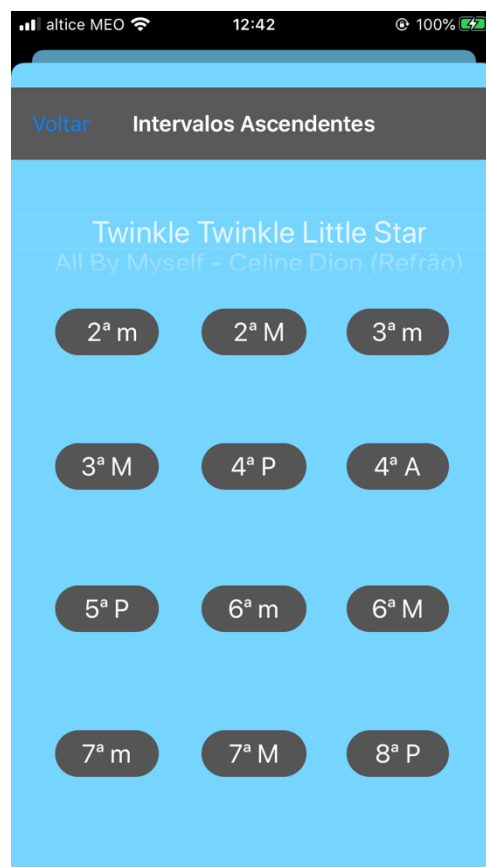 altice MEO 12:42 100%
Voltar Intervalos Ascendentes
Twinkle Twinkle Little Star
All By Myself - Celine Dion (Refrão)
2ª m 2ª M 3ª m
3ª M 4ª P 4ª A
5ª P 6ª m 6ª M
7ª m 7ª M 8ª P